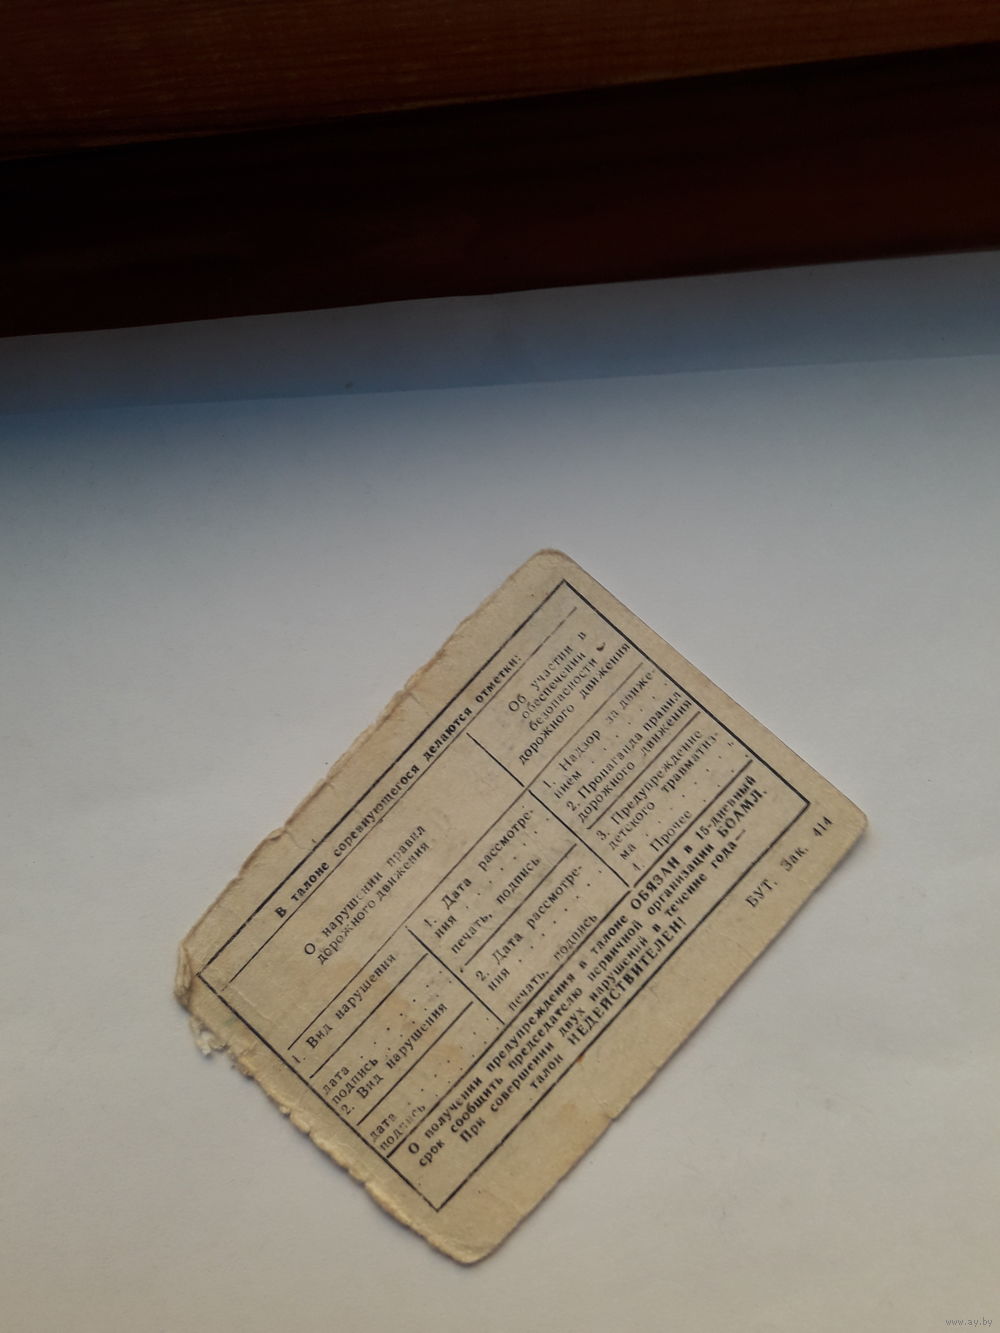 В талоне соревнующегося делаются отметки:
О нарушении правил
дорожного движения
Об участии в
обеспечении
безопасности
дорожного движения
1. Вид нарушения
дата . . . . .
подпись
2. Вид нарушения
дата . . . . .
подпись
1. Дата рассмотре-
ния . . . . .
печать, подпись
2. Дата рассмотре-
ния . . . . .
печать, подпись
1. Надзор за движе-
нием . . . . .
2. Пропаганда правил
дорожного движения
3. Предупреждение
детского травматиз-
ма . . . . .
4. Прочее . . . . .
О получении предупреждения в талоне ОБЯЗАН в 15-дневный
срок сообщить председателю первичной организации БОАМЛ.
При совершении двух нарушений в течение года—
талон НЕДЕЙСТВИТЕЛЕН!
БУТ. Зак. 414
www.ay.by